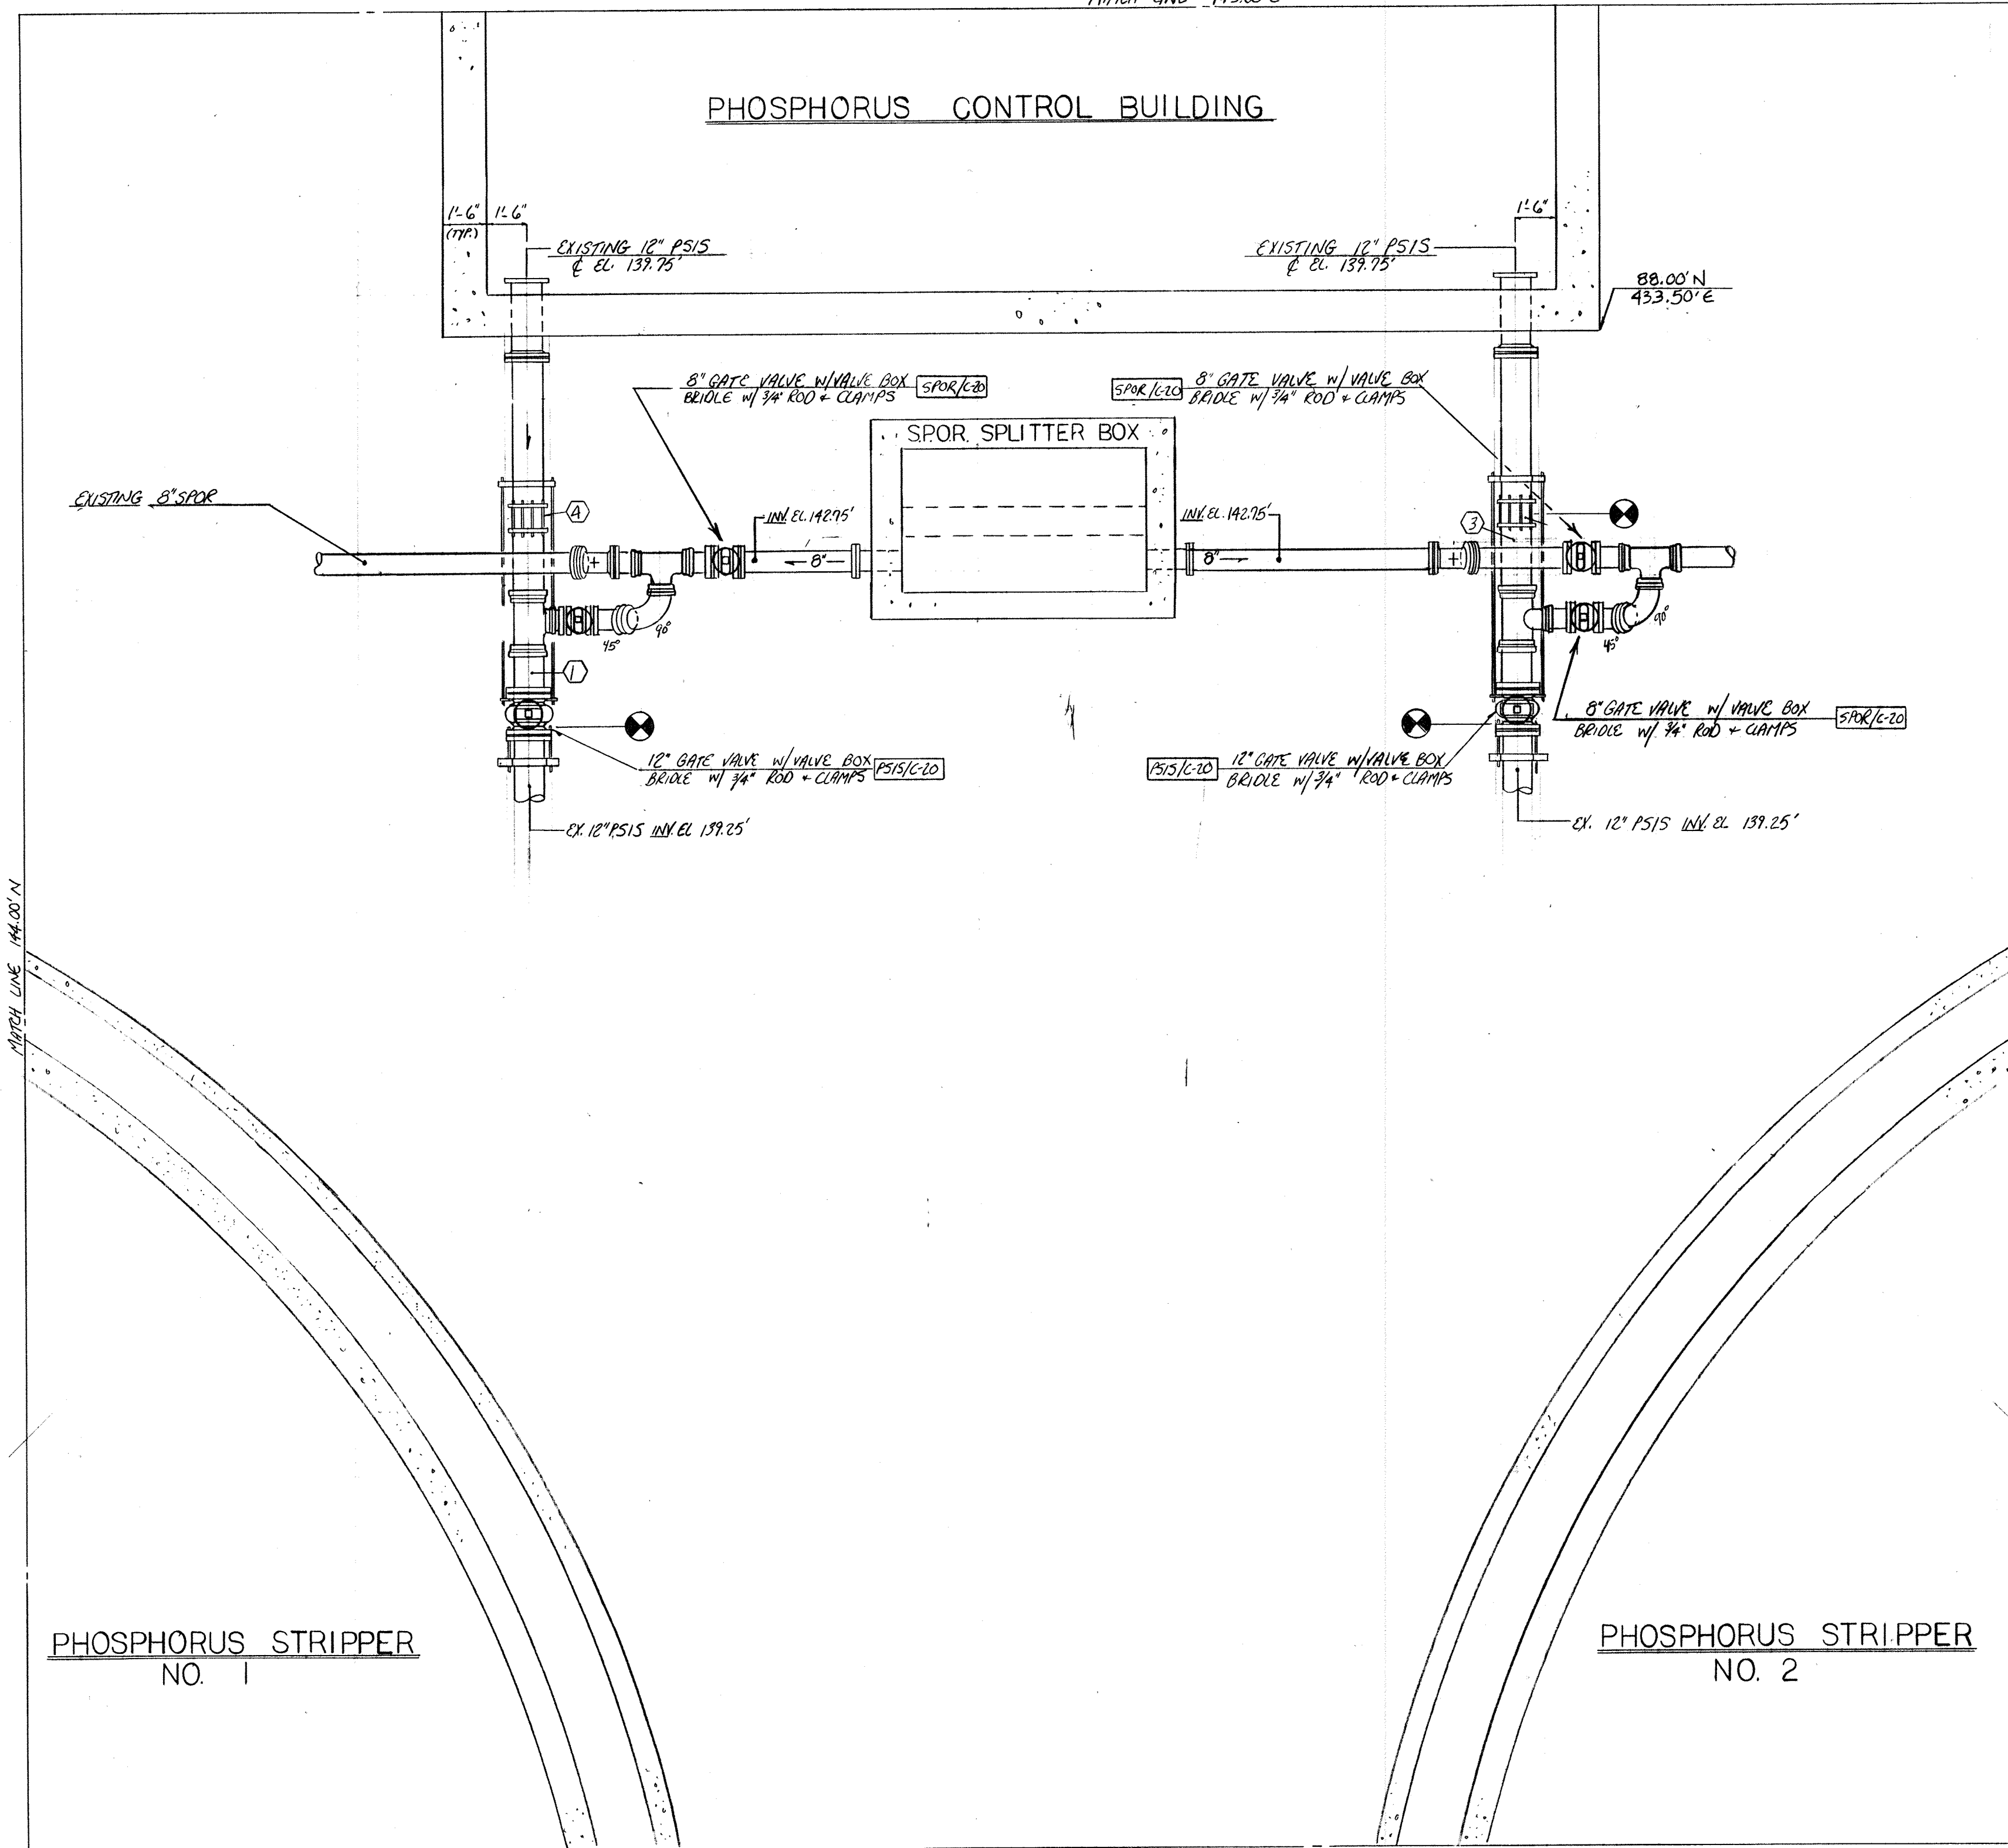 PHOSPHORUS CONTROL BUILDING
1'-6" 1'-6"
(TYP.)
1'-6"
EXISTING 12" PSIS
℄ EL. 139.75'
EXISTING 12" PSIS
℄ EL. 139.75'
88.00' N
433.50' E
8" GATE VALVE W/VALVE BOX
BRIDLE W/ 3/4" ROD & CLAMPS
SPOR/C-20
SPOR/C-20
8" GATE VALVE W/ VALVE BOX
BRIDLE W/ 3/4" ROD & CLAMPS
S.P.O.R. SPLITTER BOX
EXISTING 8" SPOR
4
INV. EL. 142.75'
INV. EL. 142.75'
3
8"
8"
90°
45°
90°
45°
1
8" GATE VALVE W/ VALVE BOX
BRIDLE W/ 3/4" ROD & CLAMPS
SPOR/C-20
12" GATE VALVE W/VALVE BOX
BRIDLE W/ 3/4" ROD & CLAMPS
PSIS/C-20
PSIS/C-20
12" GATE VALVE W/VALVE BOX
BRIDLE W/ 3/4" ROD & CLAMPS
EX. 12" PSIS INV. EL 139.25'
EX. 12" PSIS INV. EL 139.25'
MATCH LINE 144.00' N
PHOSPHORUS STRIPPER
NO. 1
PHOSPHORUS STRIPPER
NO. 2